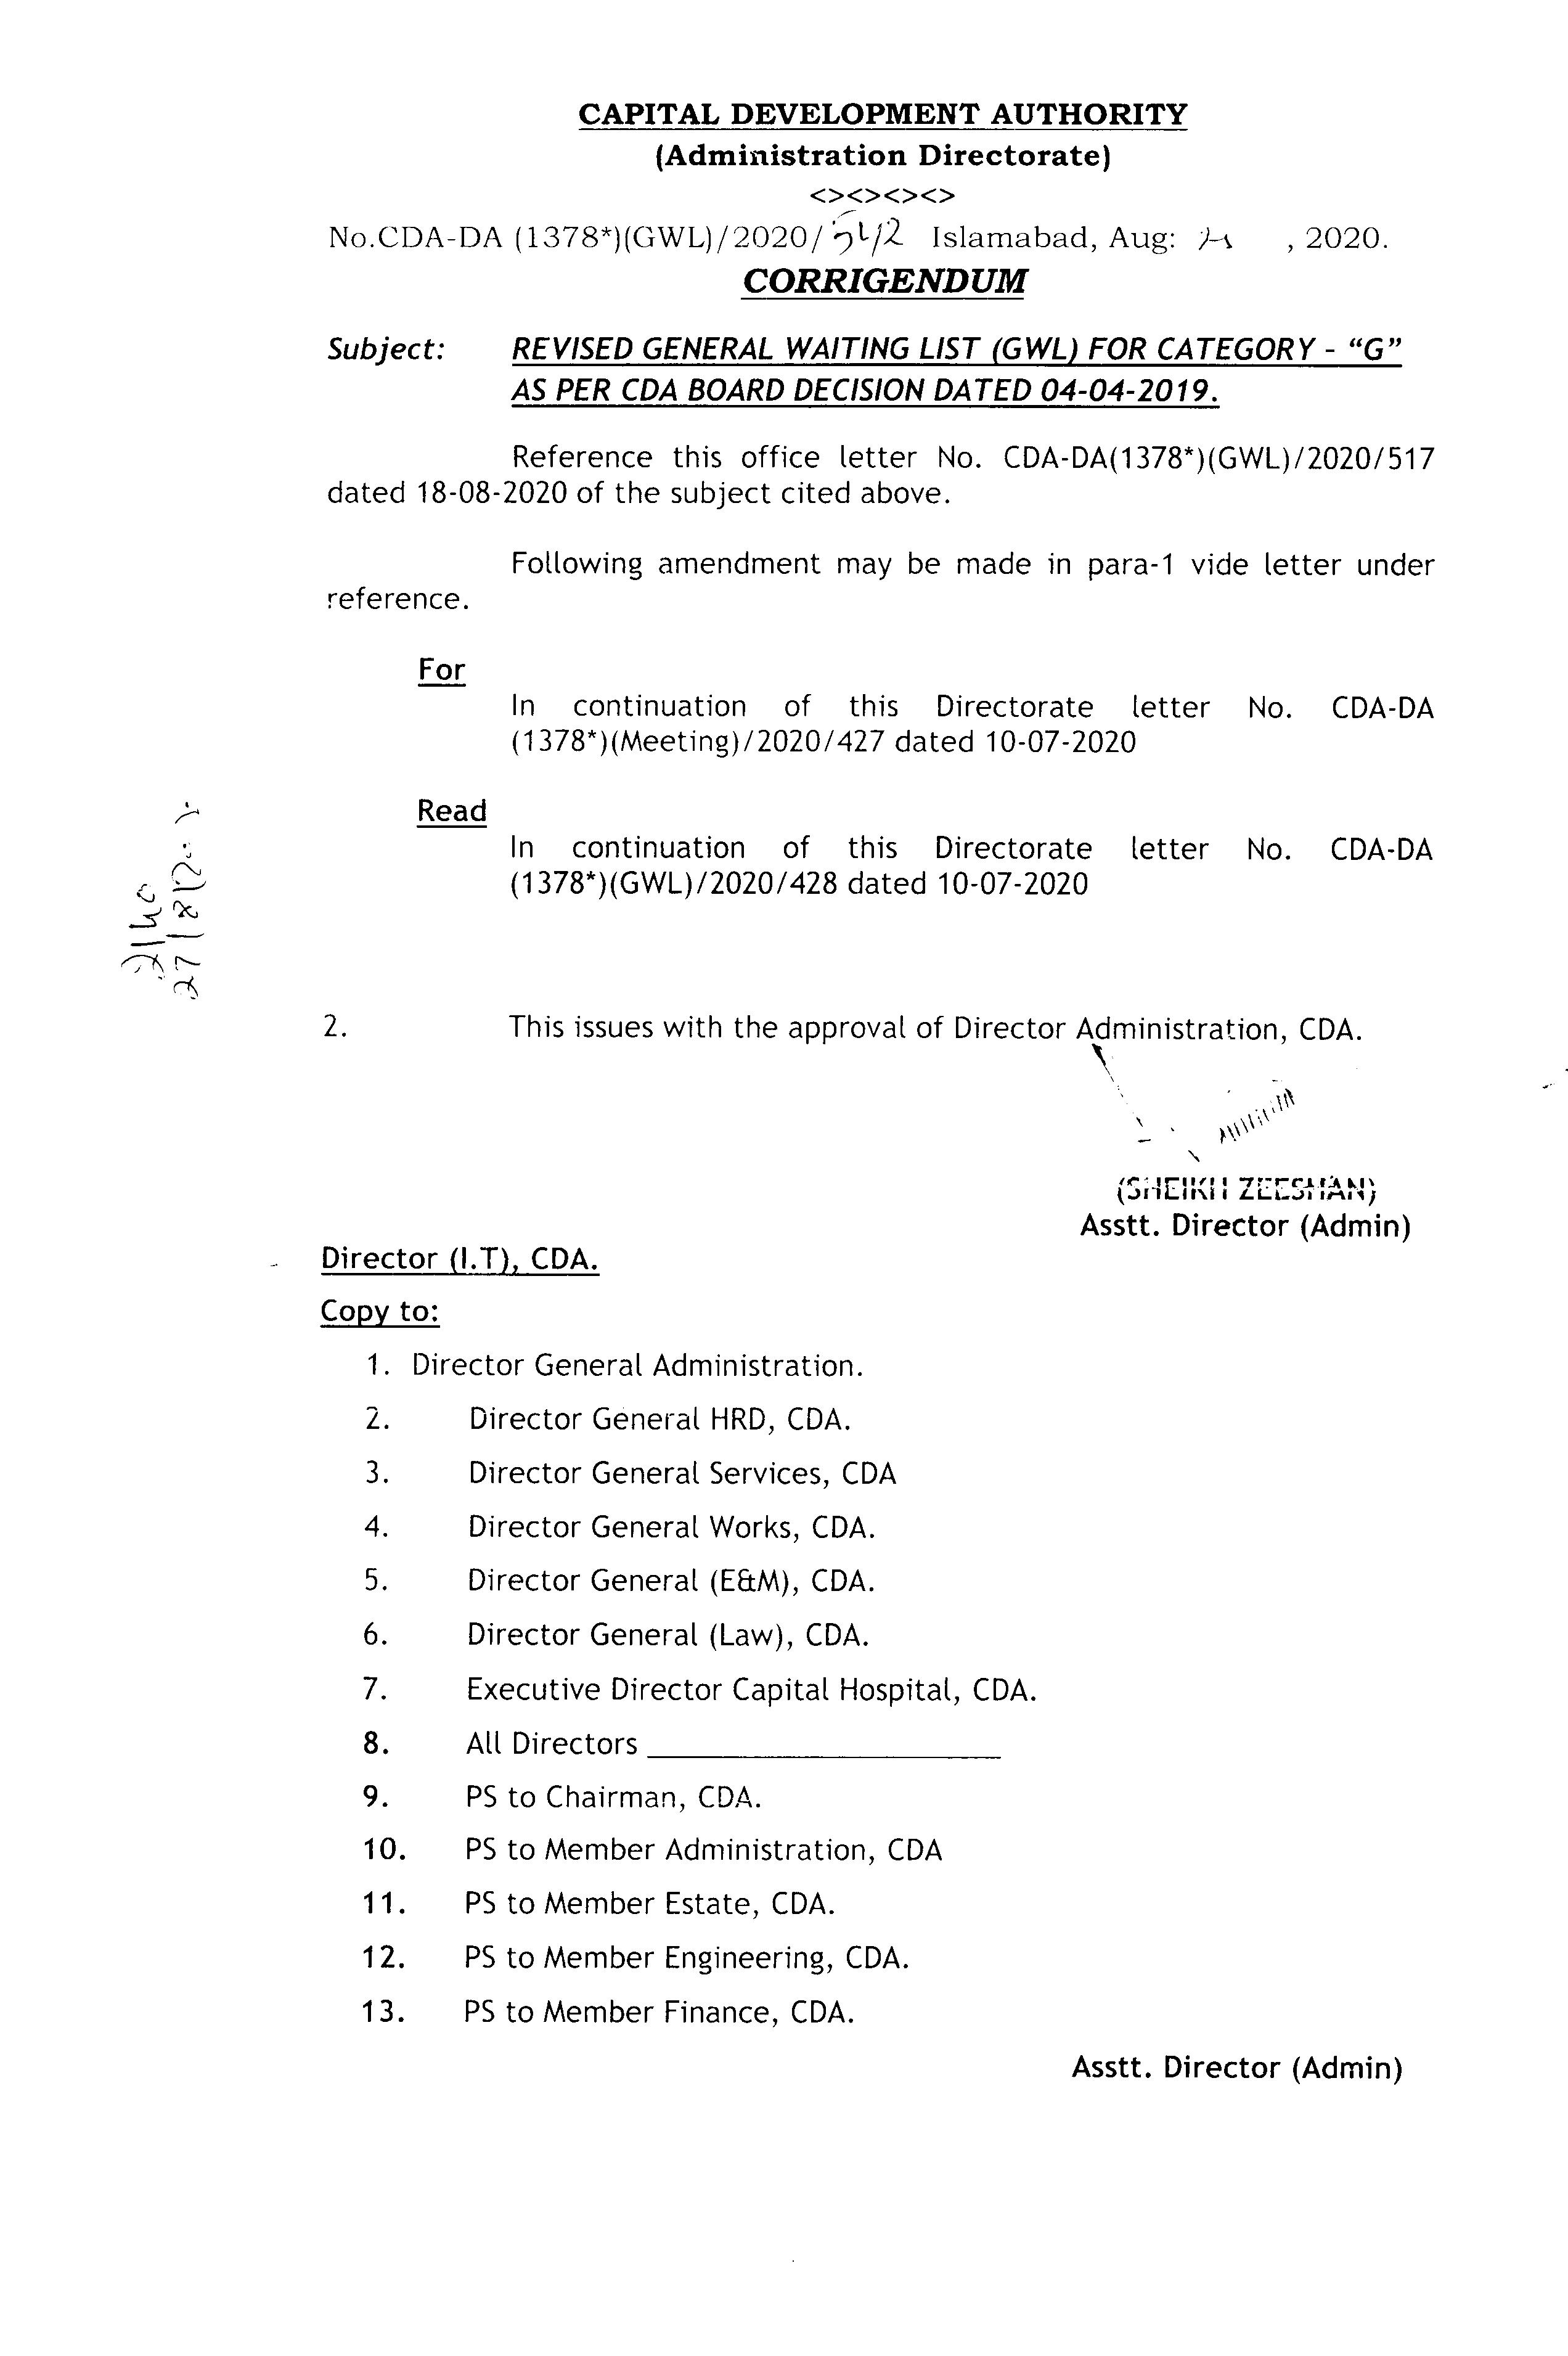 CAPITAL DEVELOPMENT AUTHORITY
(Administration Directorate)
<><><><>
No.CDA-DA (1378*)(GWL)/2020/ Islamabad, Aug: , 2020.
CORRIGENDUM
Subject: REVISED GENERAL WAITING LIST (GWL) FOR CATEGORY - “G”
AS PER CDA BOARD DECISION DATED 04-04-2019.
Reference this office letter No. CDA-DA(1378*)(GWL)/2020/517
dated 18-08-2020 of the subject cited above.
Following amendment may be made in para-1 vide letter under
reference.
For
In continuation of this Directorate letter No. CDA-DA
(1378*)(Meeting)/2020/427 dated 10-07-2020
Read
In continuation of this Directorate letter No. CDA-DA
(1378*)(GWL)/2020/428 dated 10-07-2020
2. This issues with the approval of Director Administration, CDA.
(SHEIKH ZEESHAN)
Asstt. Director (Admin)
Director (I.T), CDA.
Copy to:
1. Director General Administration.
2. Director General HRD, CDA.
3. Director General Services, CDA
4. Director General Works, CDA.
5. Director General (E&M), CDA.
6. Director General (Law), CDA.
7. Executive Director Capital Hospital, CDA.
8. All Directors
9. PS to Chairman, CDA.
10. PS to Member Administration, CDA
11. PS to Member Estate, CDA.
12. PS to Member Engineering, CDA.
13. PS to Member Finance, CDA.
Asstt. Director (Admin)